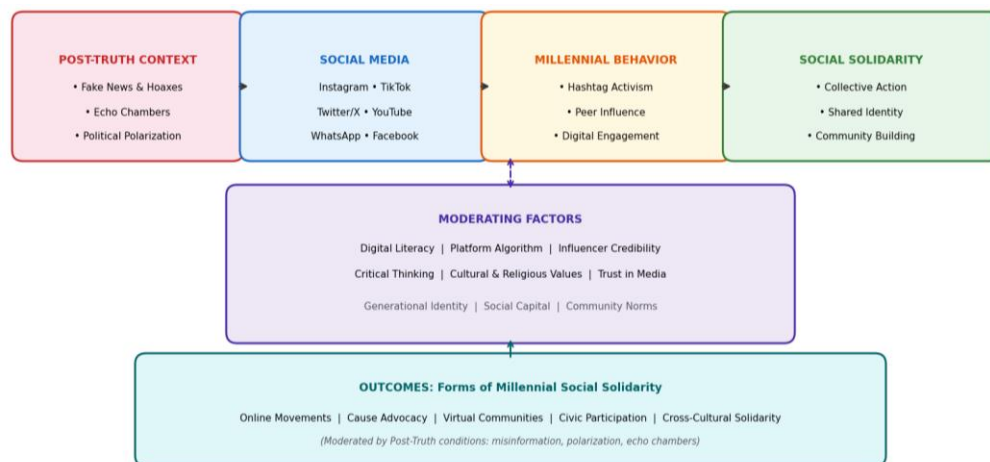 POST-TRUTH CONTEXT
• Fake News & Hoaxes
• Echo Chambers
• Political Polarization
SOCIAL MEDIA
Instagram • TikTok
Twitter/X • YouTube
WhatsApp • Facebook
MILLENNIAL BEHAVIOR
• Hashtag Activism
• Peer Influence
• Digital Engagement
SOCIAL SOLIDARITY
• Collective Action
• Shared Identity
• Community Building
MODERATING FACTORS
Digital Literacy | Platform Algorithm | Influencer Credibility
Critical Thinking | Cultural & Religious Values | Trust in Media
Generational Identity | Social Capital | Community Norms
OUTCOMES: Forms of Millennial Social Solidarity
Online Movements | Cause Advocacy | Virtual Communities | Civic Participation | Cross-Cultural Solidarity
(Moderated by Post-Truth conditions: misinformation, polarization, echo chambers)